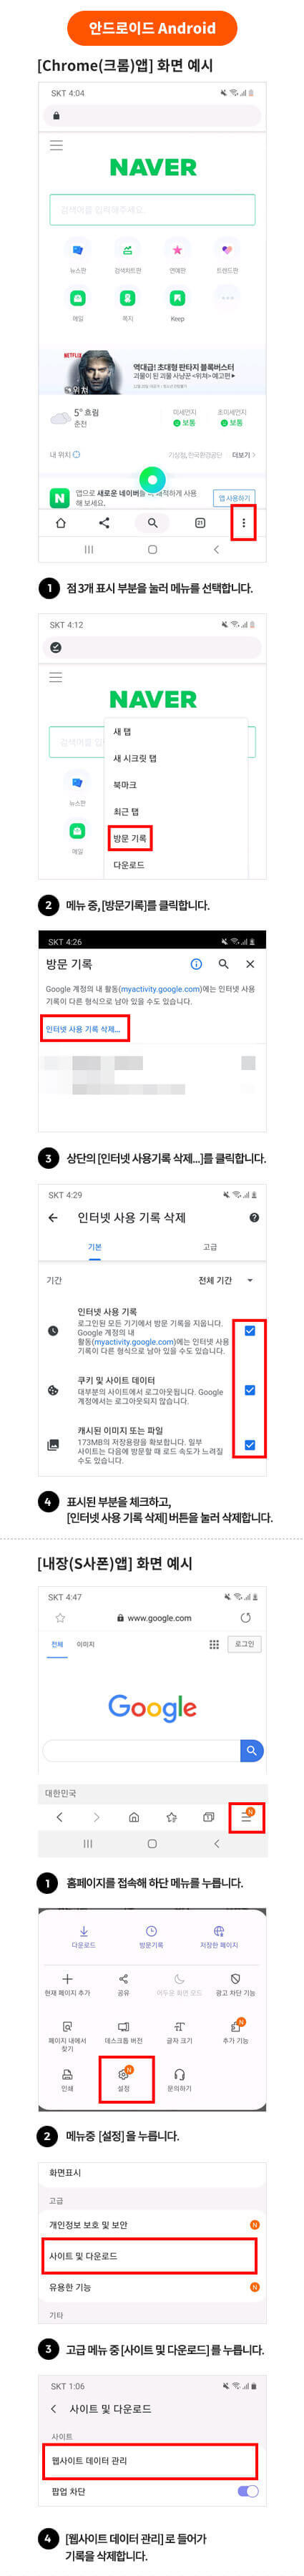 안드로이드 Android
[Chrome(크롬)앱] 화면 예시
SKT 4:04
NAVER
검색어를 입력해주세요.
뉴스판
검색차트판
연예판
트렌드판
메일
쪽지
Keep
NETFLIX
위쳐
역대급! 초대형 판타지 블록버스터
괴물이 된 괴물 사냥꾼 <위쳐> 예고편▶
5° 흐림
춘천
미세먼지
보통
초미세먼지
보통
내 위치
기상청, 한국환경공단 더보기 >
N
앱으로 새로운 네이버를
해 보세요.
앱 사용하기
21
1 점 3개 표시 부분을 눌러 메뉴를 선택합니다.
SKT 4:12
NAVER
새 탭
새 시크릿 탭
북마크
최근 탭
방문 기록
다운로드
뉴스판
메일
2 메뉴 중, [방문기록]를 클릭합니다.
SKT 4:26
방문 기록
Google 계정의 내 활동(myactivity.google.com)에는 인터넷 사용
기록이 다른 형식으로 남아 있을 수도 있습니다.
인터넷 사용 기록 삭제...
3 상단의 [인터넷 사용기록 삭제...]를 클릭합니다.
SKT 4:29
인터넷 사용 기록 삭제
기본
고급
기간
전체 기간
인터넷 사용 기록
로그인된 모든 기기에서 방문 기록을 지웁니다.
Google 계정의 내
활동(myactivity.google.com)에는 인터넷 사용
기록이 다른 형식으로 남아 있을 수도 있습니다.
쿠키 및 사이트 데이터
대부분의 사이트에서 로그아웃됩니다. Google
계정에서는 로그아웃되지 않습니다.
캐시된 이미지 또는 파일
173MB의 저장용량을 확보합니다. 일부
사이트는 다음에 방문할 때 로드 속도가 느려질
수도 있습니다.
4 표시된 부분을 체크하고,
[인터넷 사용 기록 삭제] 버튼을 눌러 삭제합니다.
[내장(S사폰)앱] 화면 예시
SKT 4:47
www.google.com
전체
이미지
로그인
Google
대한민국
N
1 홈페이지를 접속해 하단 메뉴를 누릅니다.
다운로드
방문기록
저장한 페이지
현재 페이지 추가
공유
어두운 화면 모드
광고 차단 기능
페이지 내에서
찾기
데스크톱 버전
글자 크기
추가 기능
인쇄
설정
문의하기
2 메뉴중 [설정] 을 누릅니다.
화면표시
고급
개인정보 보호 및 보안
N
사이트 및 다운로드
유용한 기능
N
기타
3 고급 메뉴 중 [사이트 및 다운로드] 를 누릅니다.
SKT 1:06
사이트 및 다운로드
사이트
웹사이트 데이터 관리
팝업 차단
4 [웹사이트 데이터 관리] 로 들어가
기록을 삭제합니다.